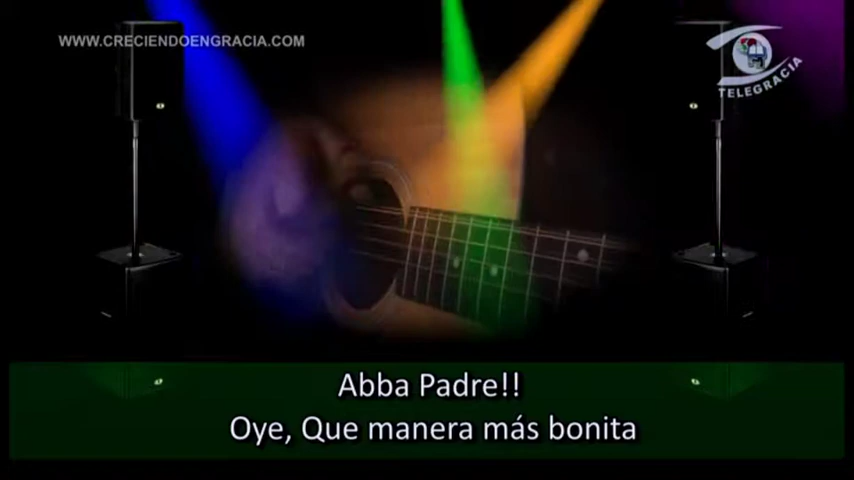 WWW.CRECIENDOENGRACIA.COM
TELEGRACIA
Abba Padre!!
Oye, Que manera más bonita